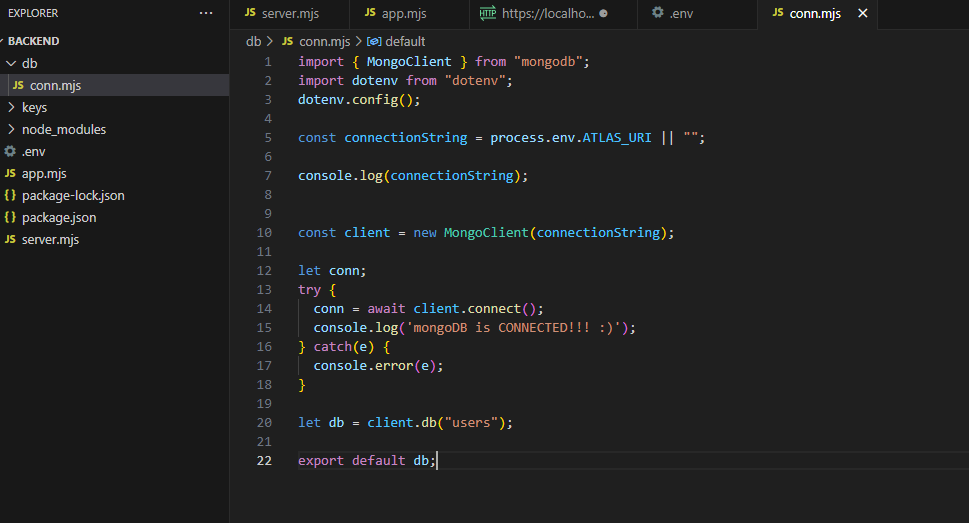 EXPLORER ...
BACKEND
db
JS conn.mjs
keys
node_modules
.env
JS app.mjs
{} package-lock.json
{} package.json
JS server.mjs
JS server.mjs JS app.mjs HTTP https://localho... .env JS conn.mjs
db > JS conn.mjs > default
1 import { MongoClient } from "mongodb";
2 import dotenv from "dotenv";
3 dotenv.config();
4
5 const connectionString = process.env.ATLAS_URI || "";
6
7 console.log(connectionString);
8
9
10 const client = new MongoClient(connectionString);
11
12 let conn;
13 try {
14 conn = await client.connect();
15 console.log('mongoDB is CONNECTED!!! :)');
16 } catch(e) {
17 console.error(e);
18 }
19
20 let db = client.db("users");
21
22 export default db;